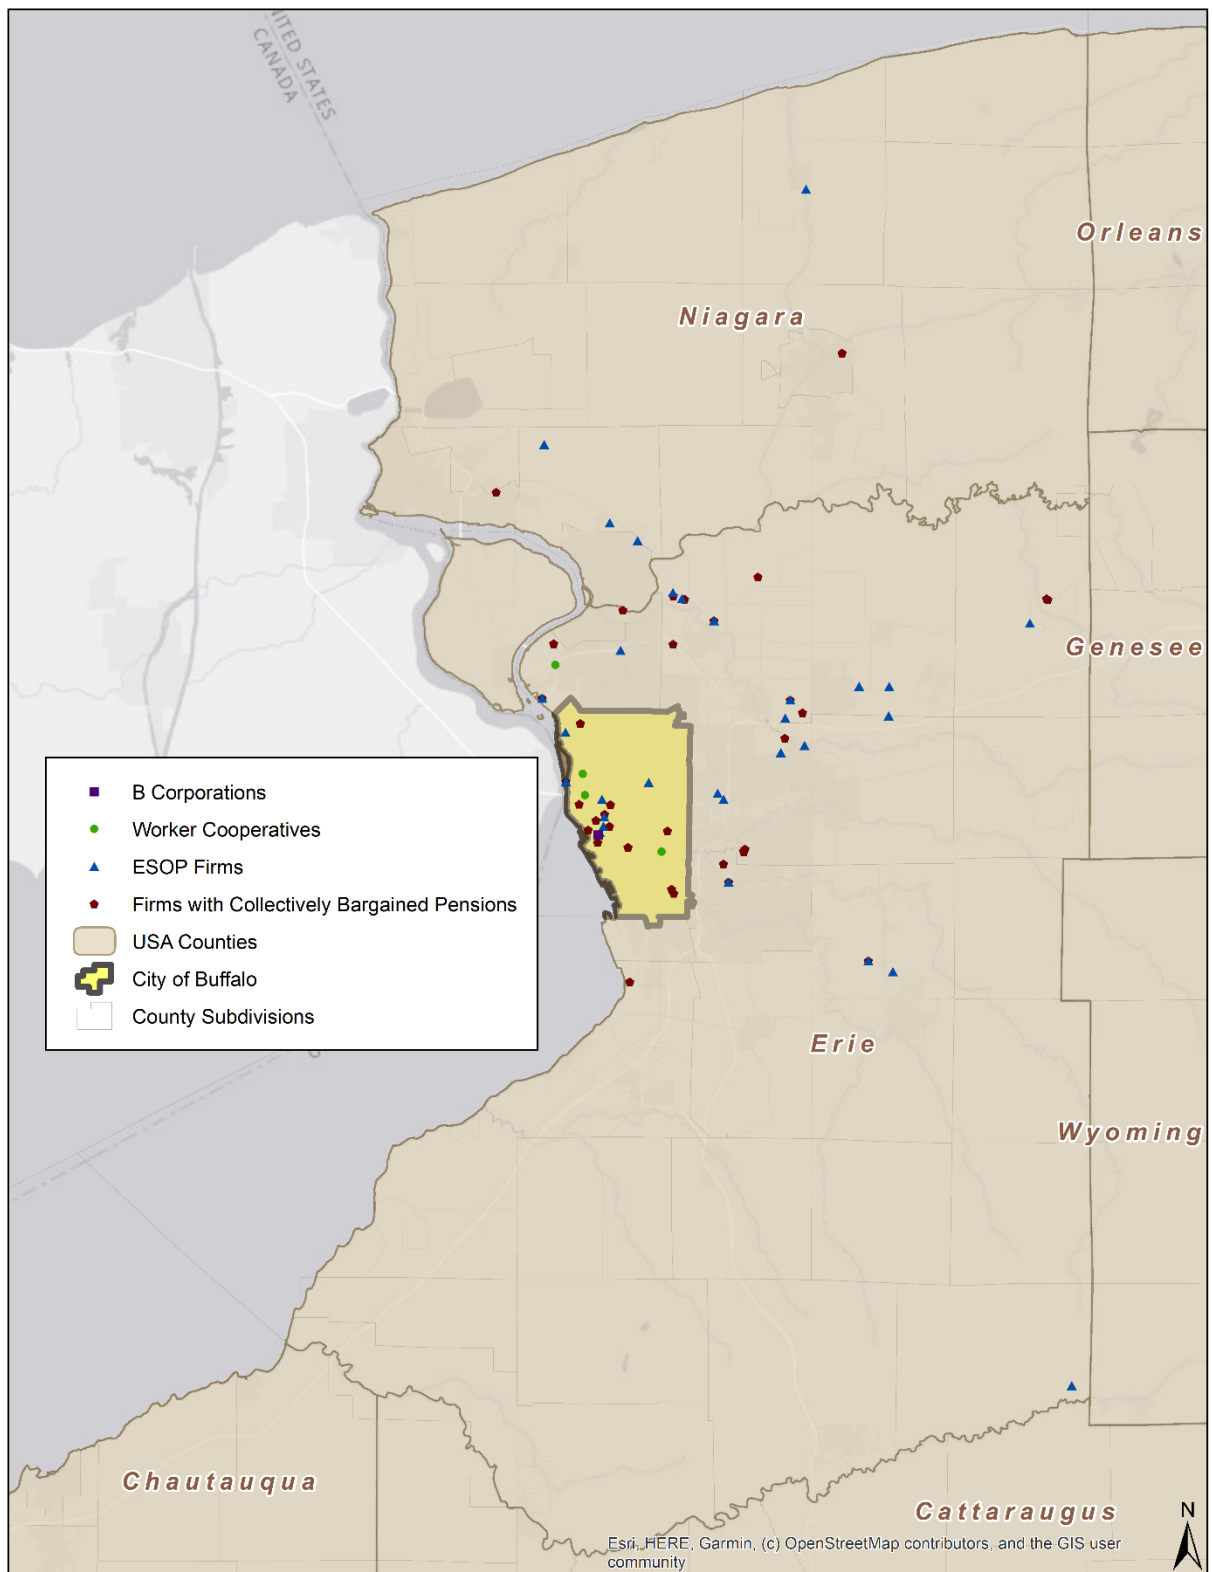 UNITED STATES
CANADA
Orleans
Niagara
Genesee
B Corporations
Worker Cooperatives
ESOP Firms
Firms with Collectively Bargained Pensions
USA Counties
City of Buffalo
County Subdivisions
Erie
Wyoming
Chautauqua
Cattaraugus
N
Esri, HERE, Garmin, (c) OpenStreetMap contributors, and the GIS user
community